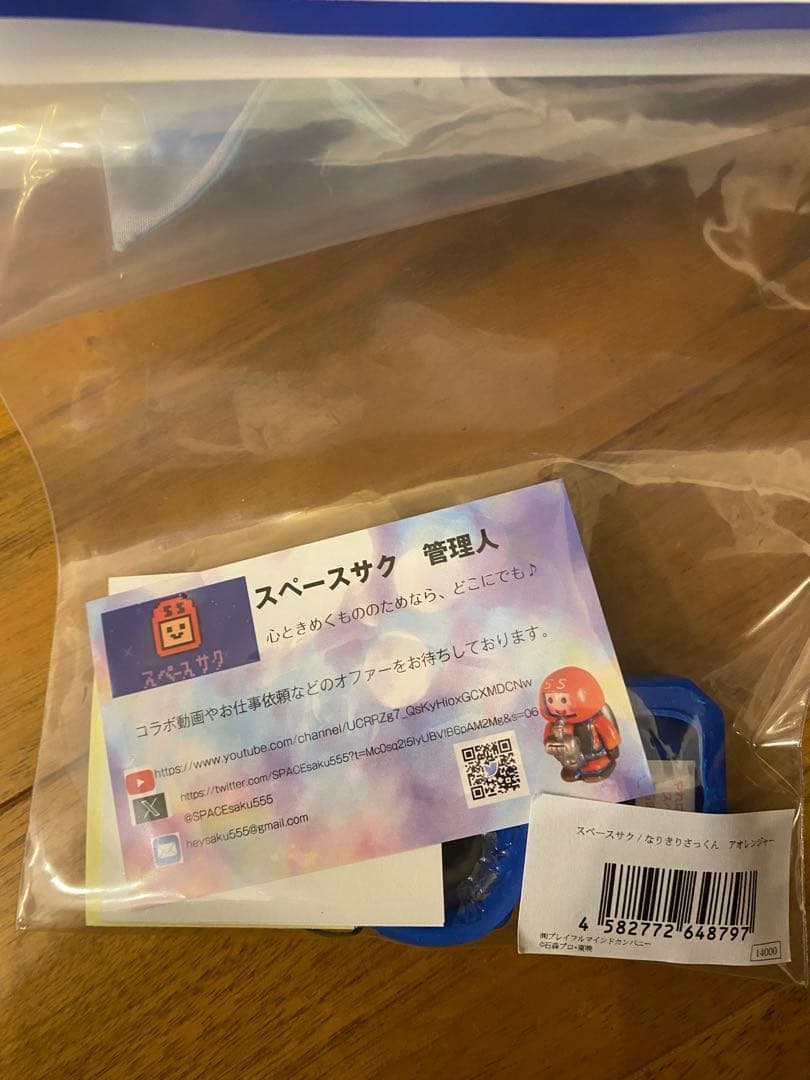 スペースサク 管理人
心ときめくもののためなら、どこにでも♪
SS
スペースサク
コラボ動画やお仕事依頼などのオファーをお待ちしております。
https://www.youtube.com/channel/UCRRZg7_QsKyHioxGCXMDCNw
https://twitter.com/SPACEsaku555?t=Mc0sq2I5IyUBVIB6pAM2Mg&s=06
@SPACEsaku555
heysaku555@gmail.com
SS
スペースサク/なりきりさっくん アオレンジャー
4 582772 648797
㈱プレイフルマインドカンパニー
©石森プロ・東映
14000